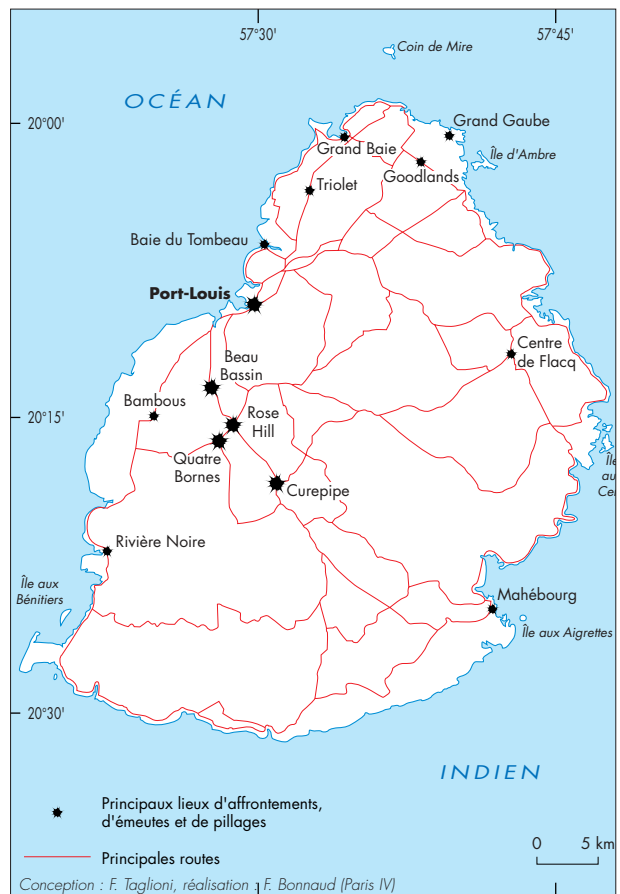 57°30'
57°45'
Coin de Mire
OCÉAN
20°00'
Grand Gaube
Grand Baie
Île d'Ambre
Goodlands
Triolet
Baie du Tombeau
Port-Louis
Centre
de Flacq
Beau
Bassin
Bambous
Rose
Hill
20°15'
Quatre
Bornes
Île
au
Ce
Curepipe
Rivière Noire
Île aux
Bénitiers
Mahébourg
Île aux Aigrettes
20°30'
INDIEN
Principaux lieux d'affrontements,
d'émeutes et de pillages
0 5 km
Principales routes
Conception : F. Taglioni, réalisation : F. Bonnaud (Paris IV)